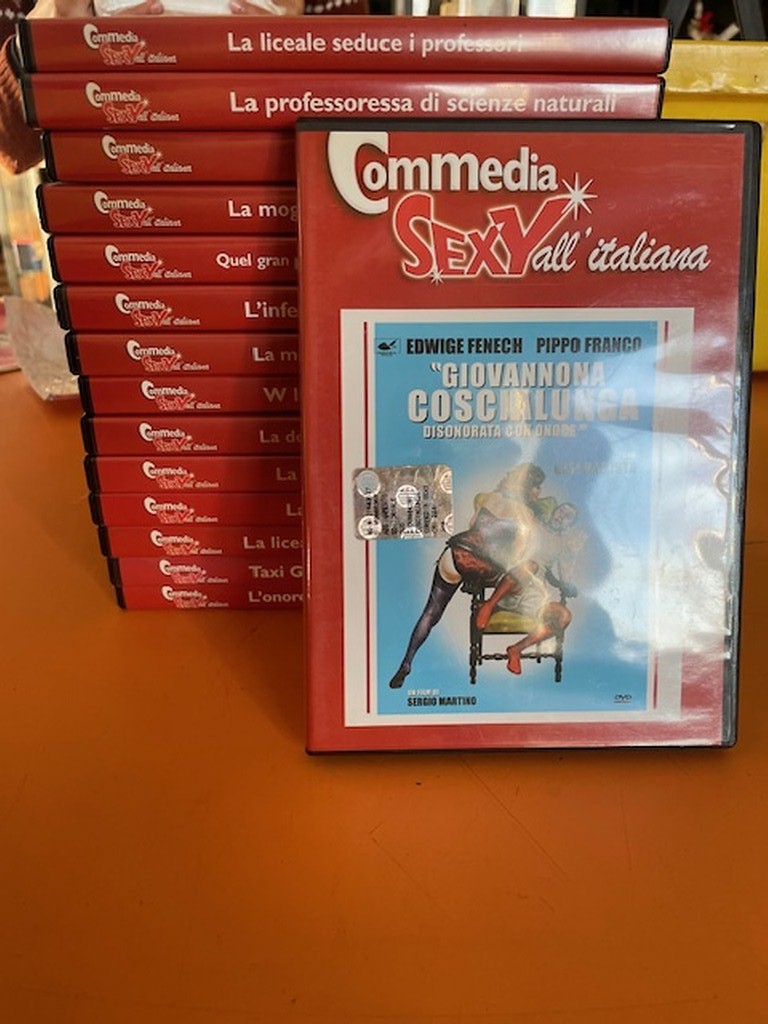 Commedia
SEXY all'italiana
La liceale seduce i professori
Commedia
SEXY all'italiana
La professoressa di scienze naturali
Commedia
SEXY all'italiana
Commedia
SEXY all'italiana
La mog
Commedia
SEXY all'italiana
Quel gran
Commedia
SEXY all'italiana
L'infe
Commedia
SEXY all'italiana
La m
Commedia
SEXY all'italiana
W l
Commedia
SEXY all'italiana
La de
Commedia
SEXY all'italiana
La
Commedia
SEXY all'italiana
La
Commedia
SEXY all'italiana
La licea
Commedia
SEXY all'italiana
Taxi G
Commedia
SEXY all'italiana
L'onore
Commedia
SEXY all'italiana
EDWIGE FENECH PIPPO FRANCO
"GIOVANNONA
COSCIALUNGA
DISONORATA CON ONORE"
UN FILM DI
SERGIO MARTINO
DVD